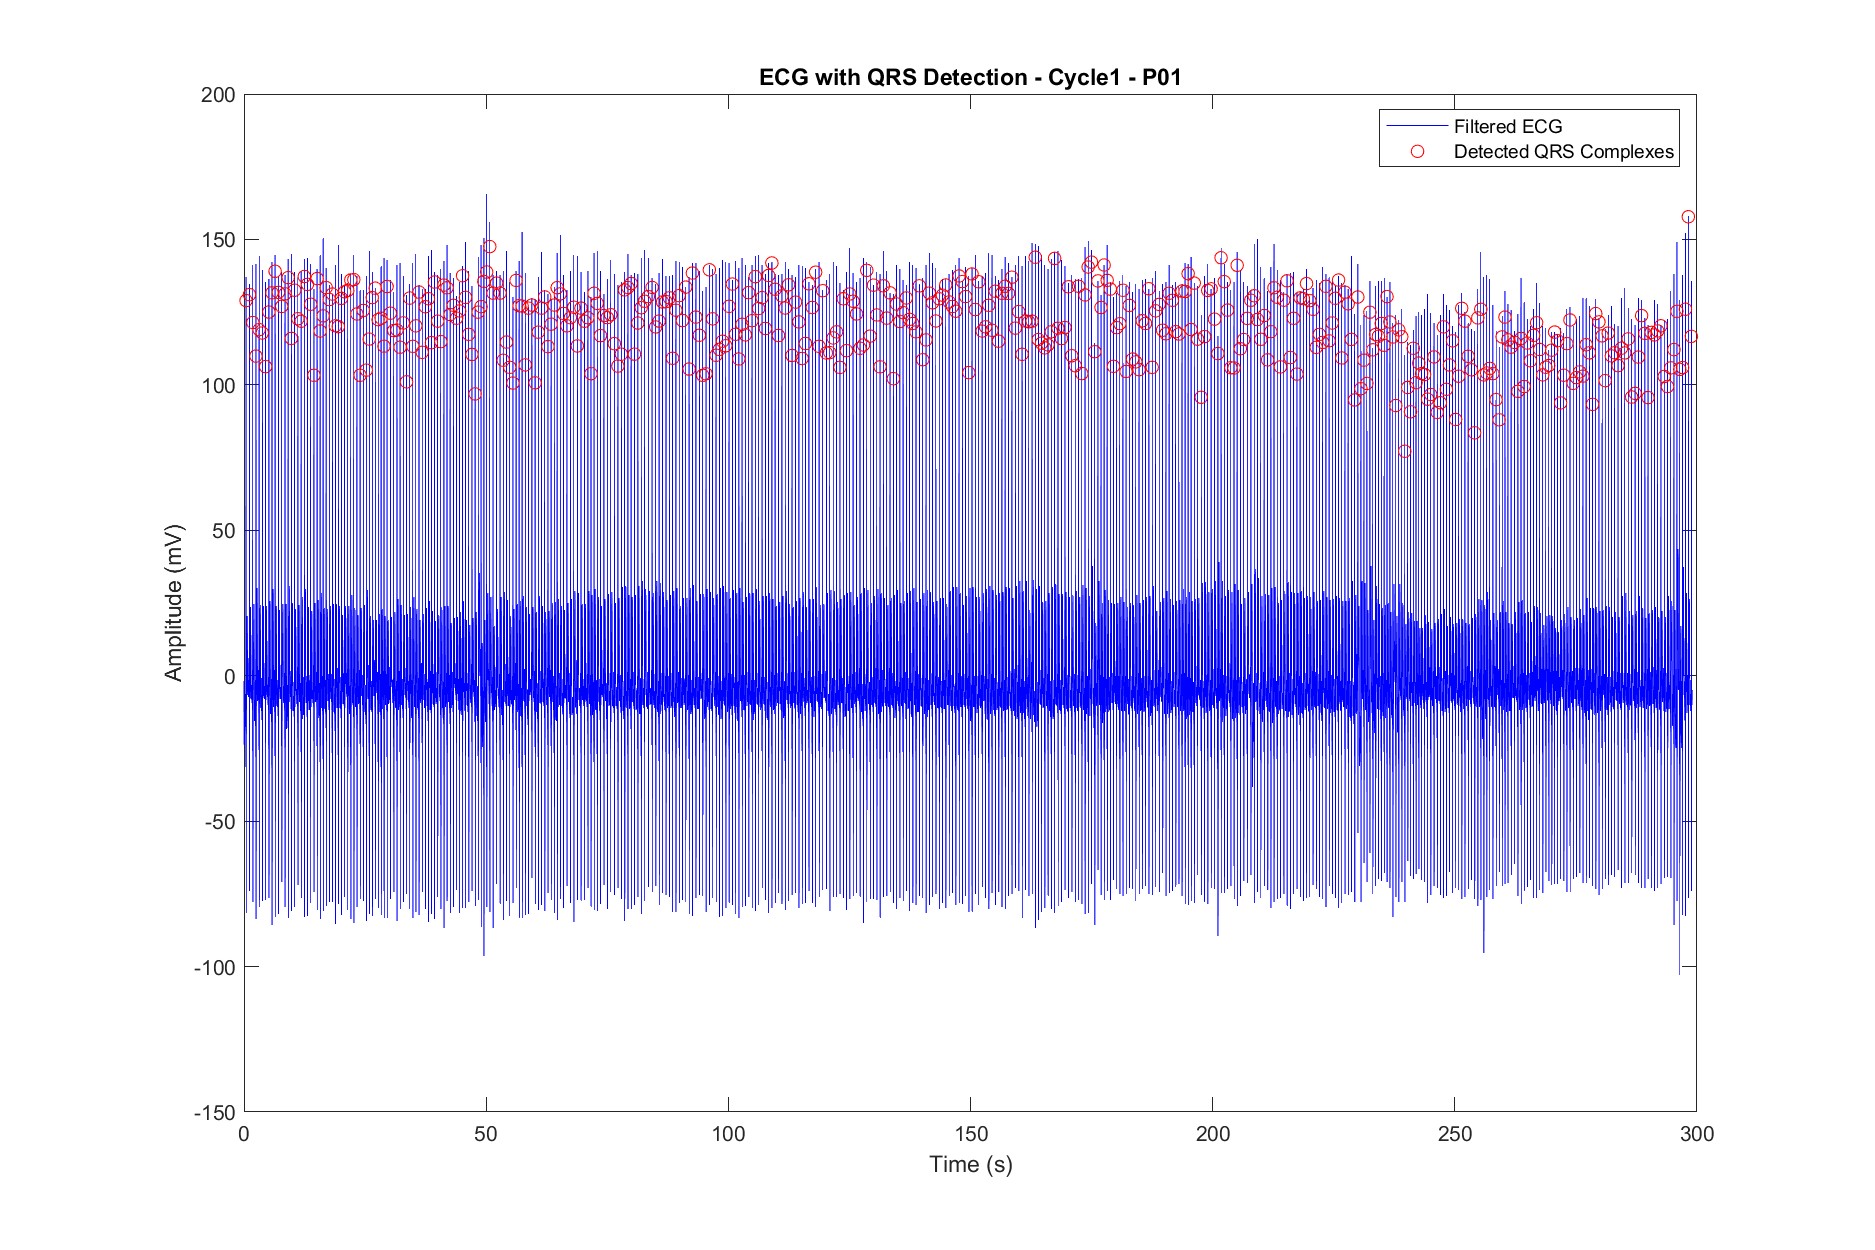 ECG with QRS Detection - Cycle1 - P01
200
Filtered ECG
Detected QRS Complexes
150
100
50
0
-50
-100
-150
Amplitude (mV)
0 50 100 150 200 250 300
Time (s)